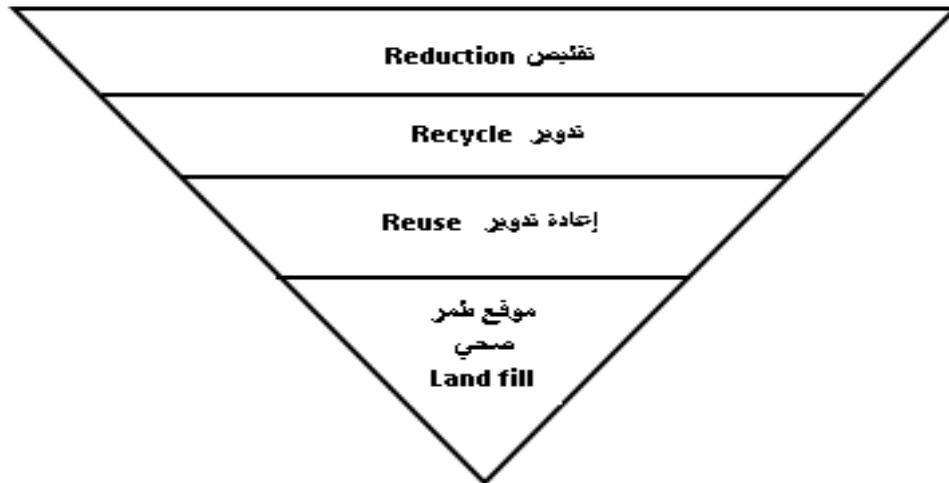 Reduction تقليص
Recycle تدوير
Reuse إعادة تدوير
موقع طمر
صحي
Land fill